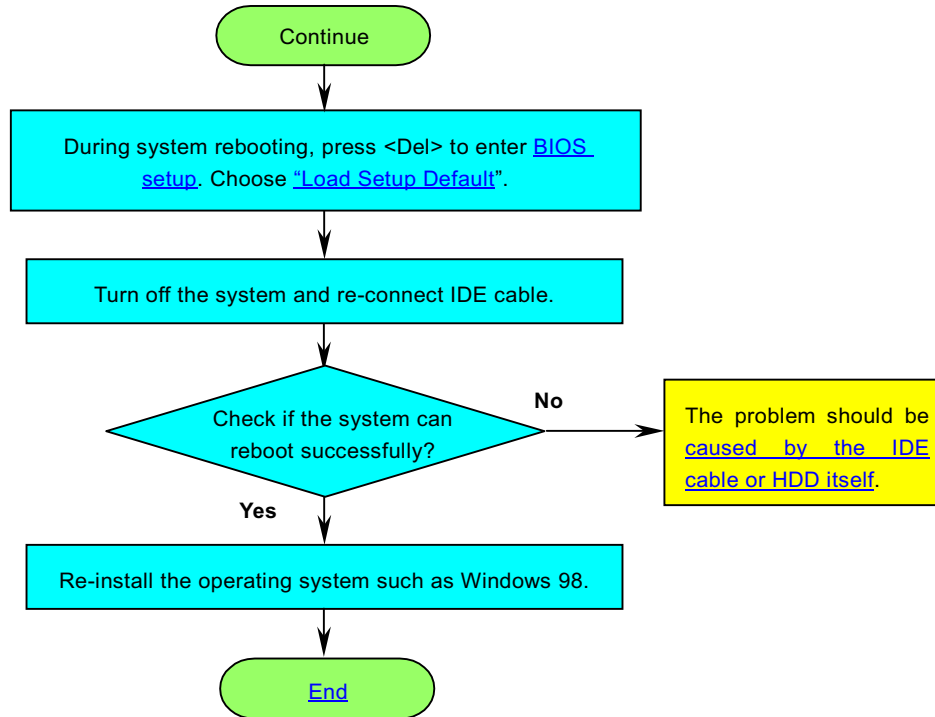 Continue
During system rebooting, press <Del> to enter BIOS
setup. Choose “Load Setup Default”.
Turn off the system and re-connect IDE cable.
Check if the system can
reboot successfully?
No
The problem should be
caused by the IDE
cable or HDD itself.
Yes
Re-install the operating system such as Windows 98.
End